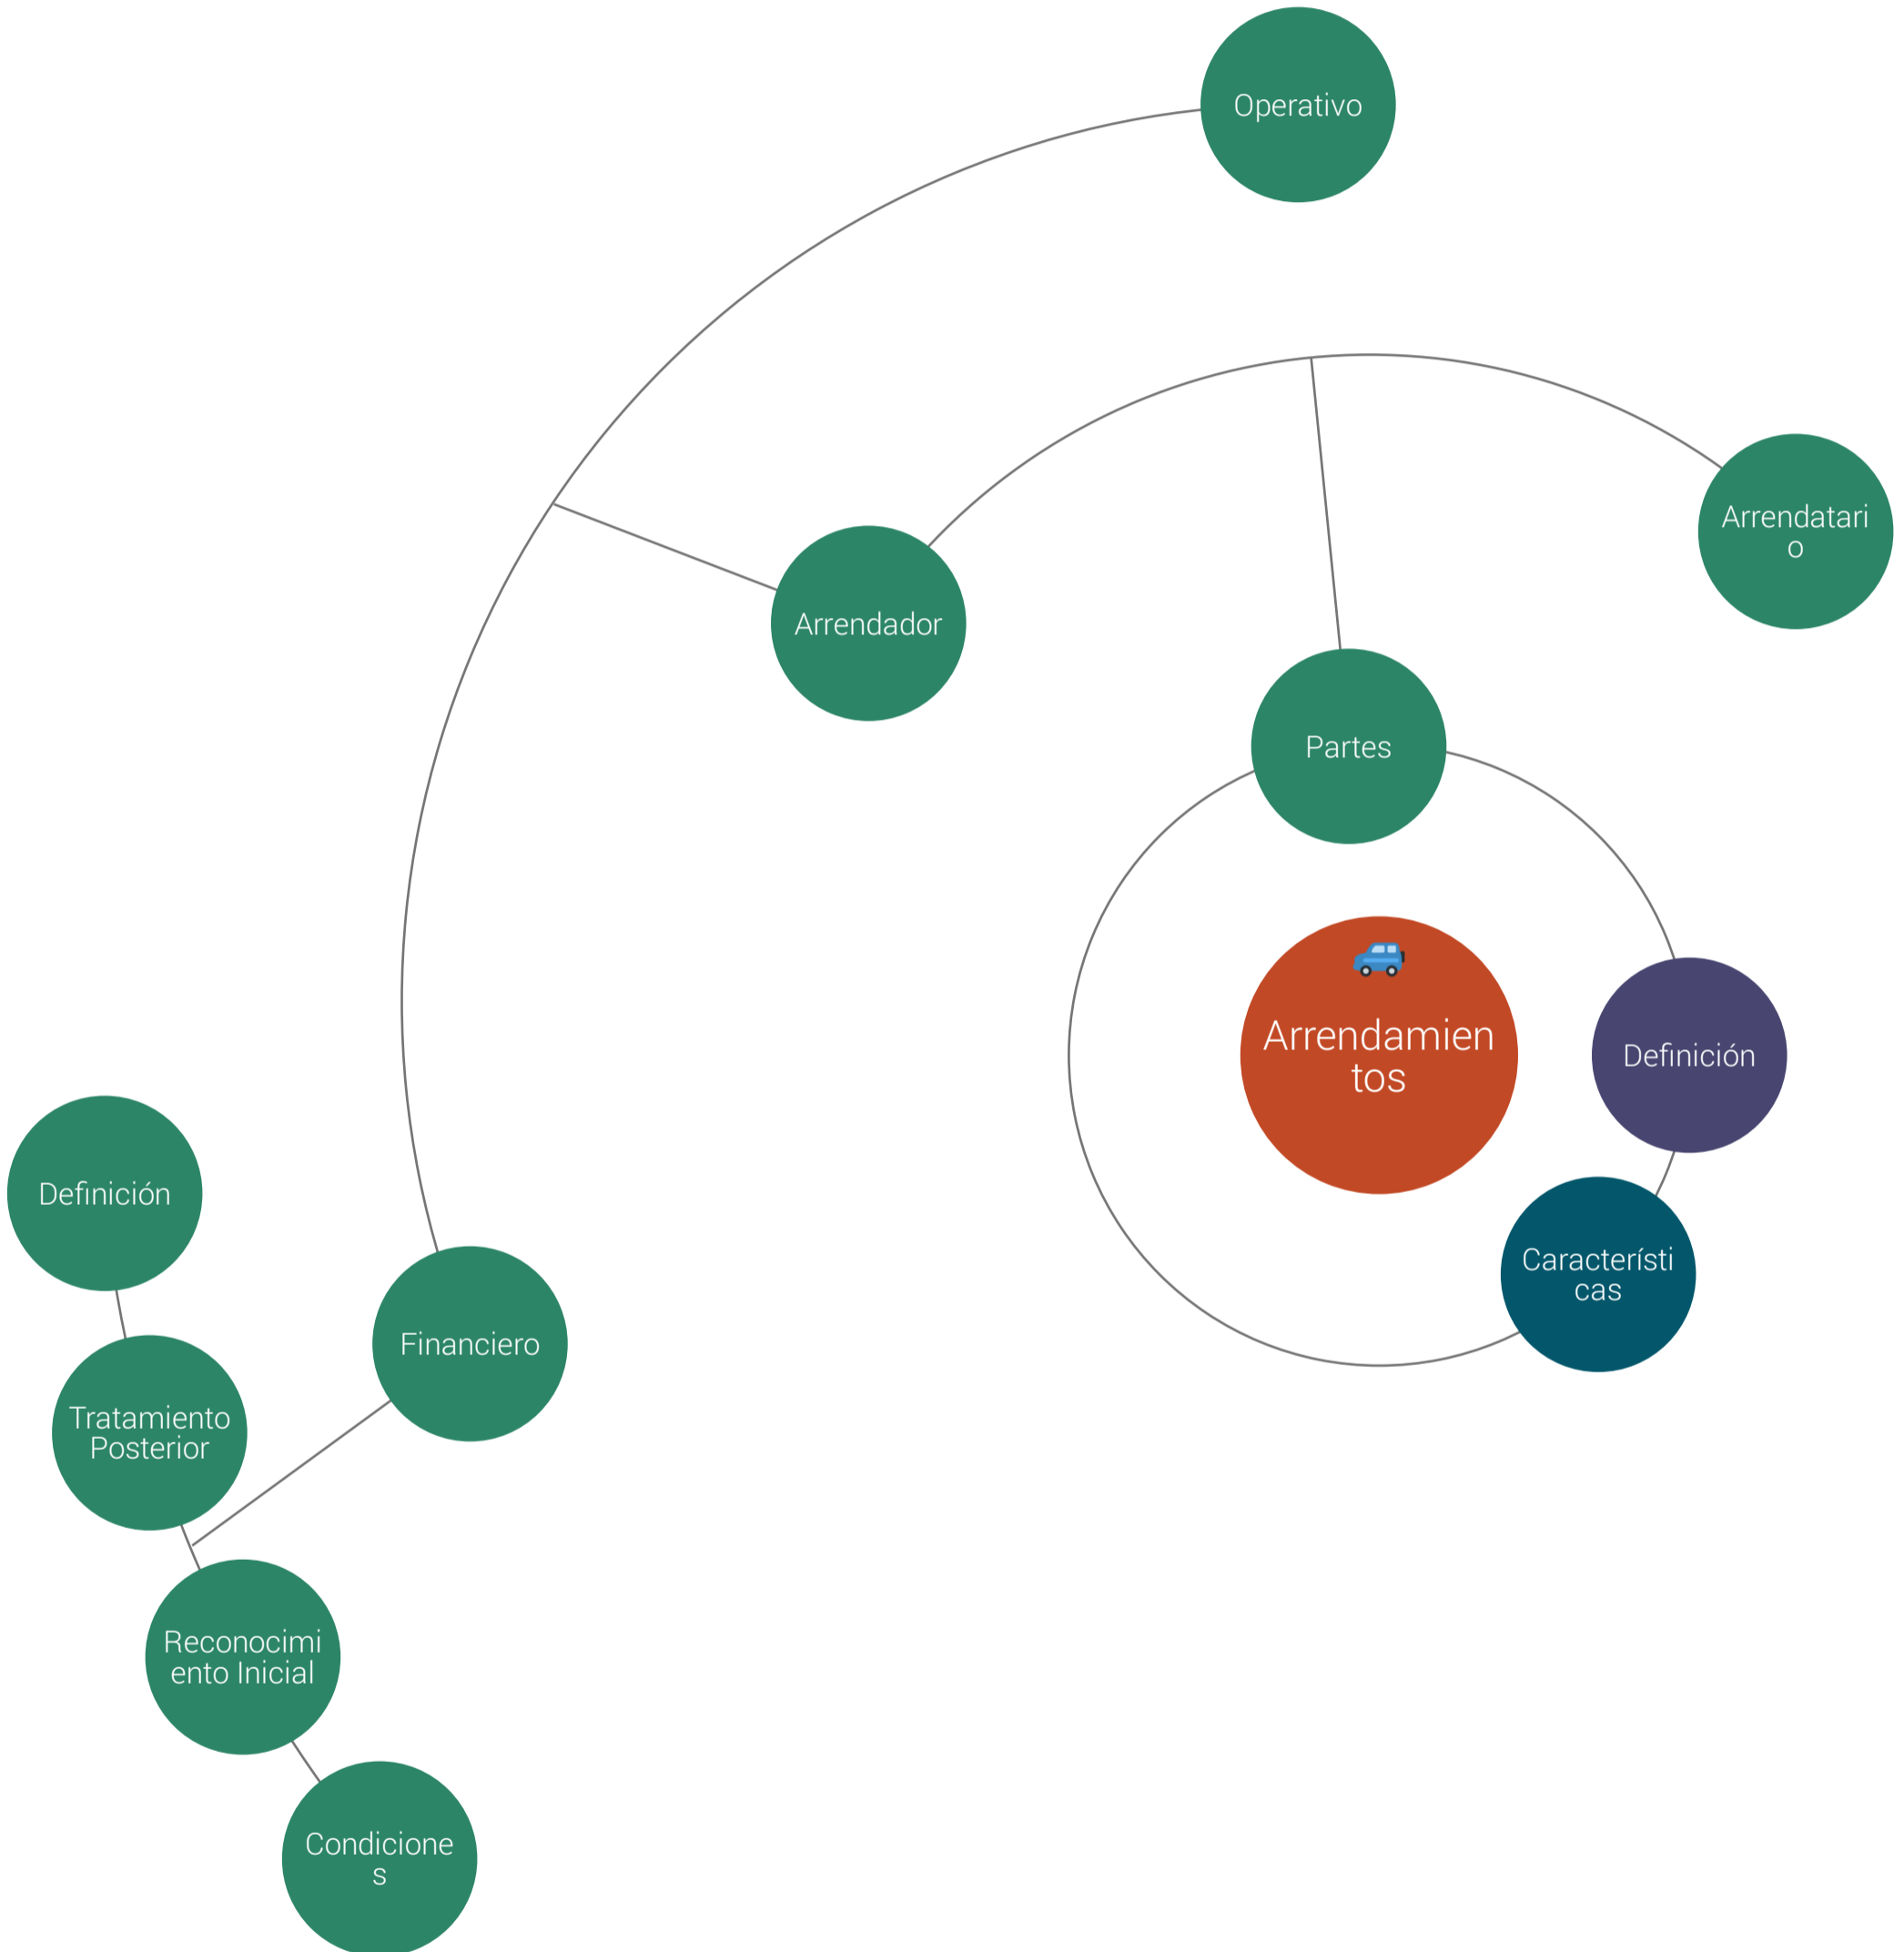 Operativo
Arrendatari
o
Arrendador
Partes
Arrendamien
tos
Definición
Característi
cas
Definición
Financiero
Tratamiento
Posterior
Reconocimi
ento Inicial
Condicione
s